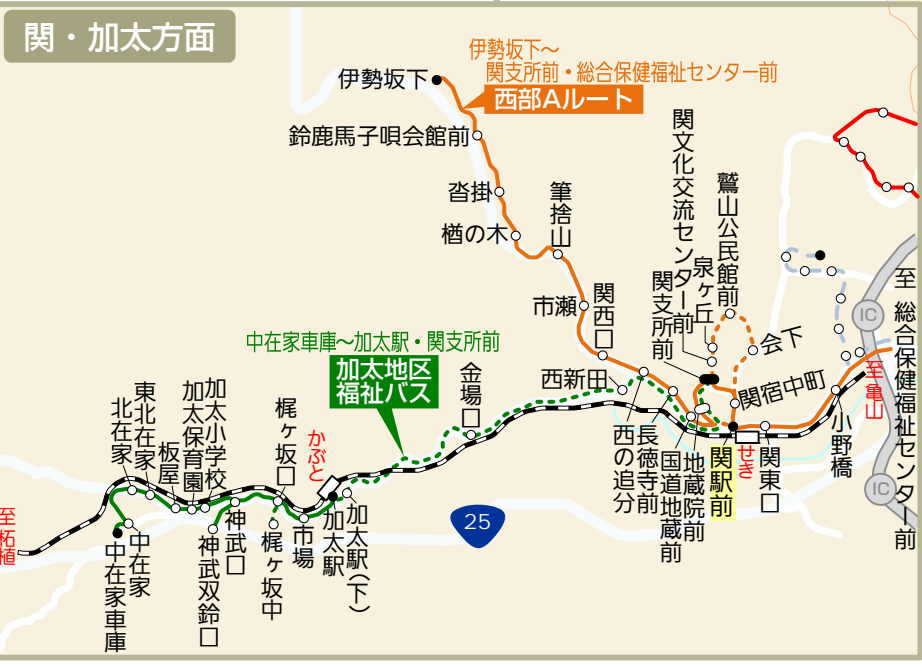 関・加太方面
伊勢坂下〜
関支所前・総合保健福祉センター前
西部Aルート
伊勢坂下
鈴鹿馬子唄会館前
沓掛
楢の木
筆捨山
市瀬
関西口
関文化交流センター前
鷲山公民館前
泉ヶ丘
関支所前
会下
関宿中町
至 総合保健福祉センター前
IC
至亀山
IC
中在家車庫〜加太駅・関支所前
加太地区
福祉バス
金場口
西新田
西の追分
長徳寺前
国道地蔵前
地蔵院前
関駅前
せき
関東口
小野橋
北在家
東北在家
板屋
加太保育園
加太小学校
梶ヶ坂口
かぶと
中在家車庫
中在家
神武双鈴口
神武口
梶ヶ坂中
市場
加太駅
加太駅(下)
25
至柘植